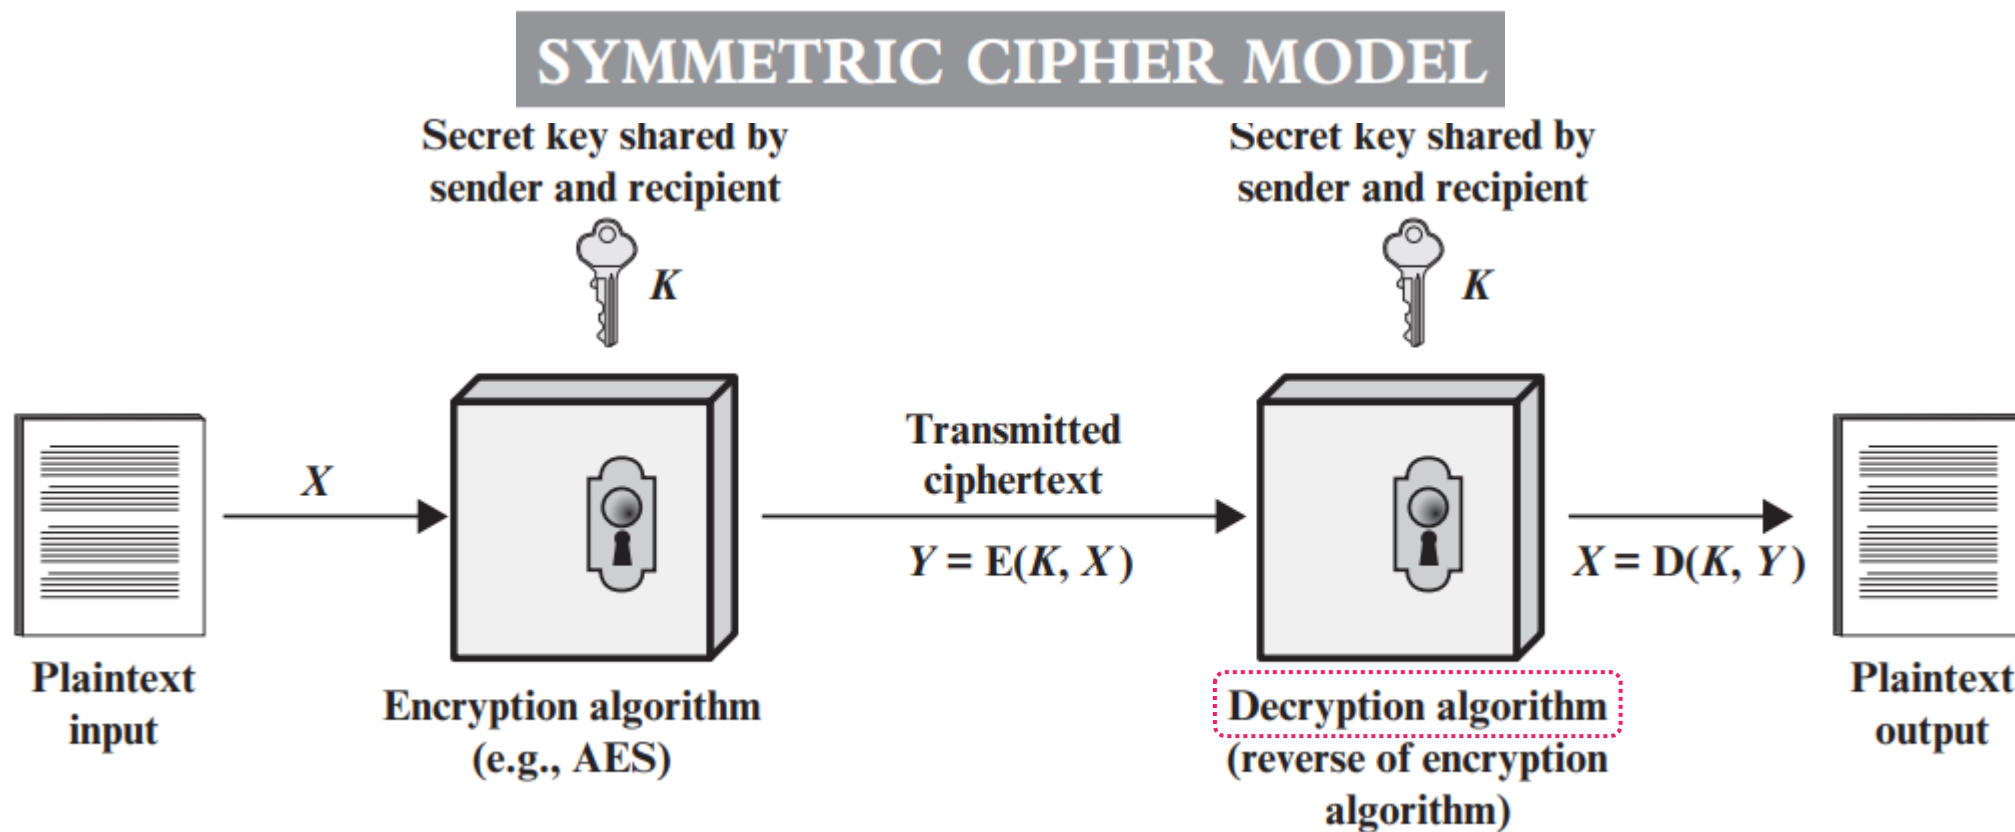 SYMMETRIC CIPHER MODEL
Secret key shared by
sender and recipient
K
Secret key shared by
sender and recipient
K
X
Transmitted
ciphertext
Y = E(K, X)
X = D(K, Y)
Plaintext
input
Encryption algorithm
(e.g., AES)
Decryption algorithm
(reverse of encryption
algorithm)
Plaintext
output